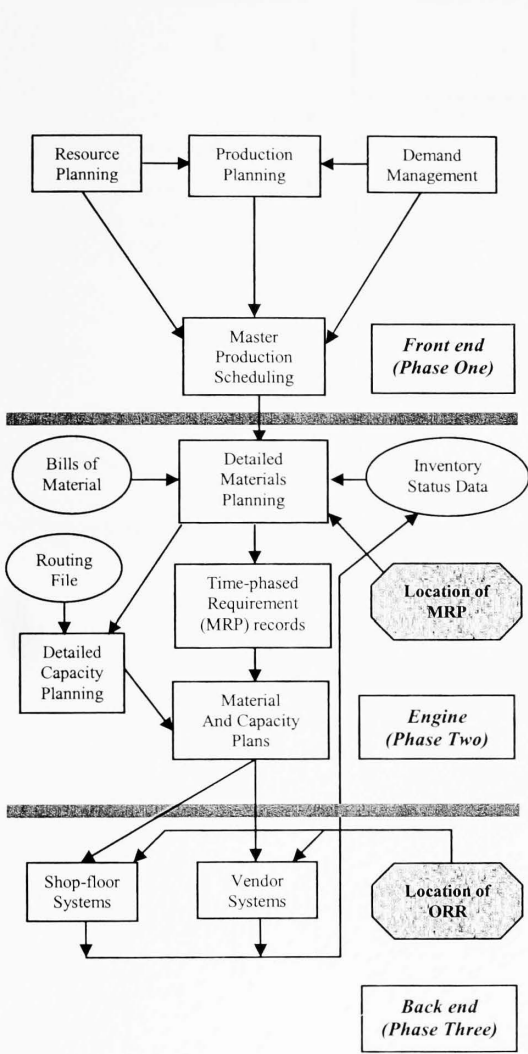 Resource
Planning
Production
Planning
Demand
Management
Master
Production
Scheduling
Front end
(Phase One)
Bills of
Material
Detailed
Materials
Planning
Inventory
Status Data
Routing
File
Time-phased
Requirement
(MRP) records
Location of
MRP
Detailed
Capacity
Planning
Material
And Capacity
Plans
Engine
(Phase Two)
Shop-floor
Systems
Vendor
Systems
Location of
ORR
Back end
(Phase Three)